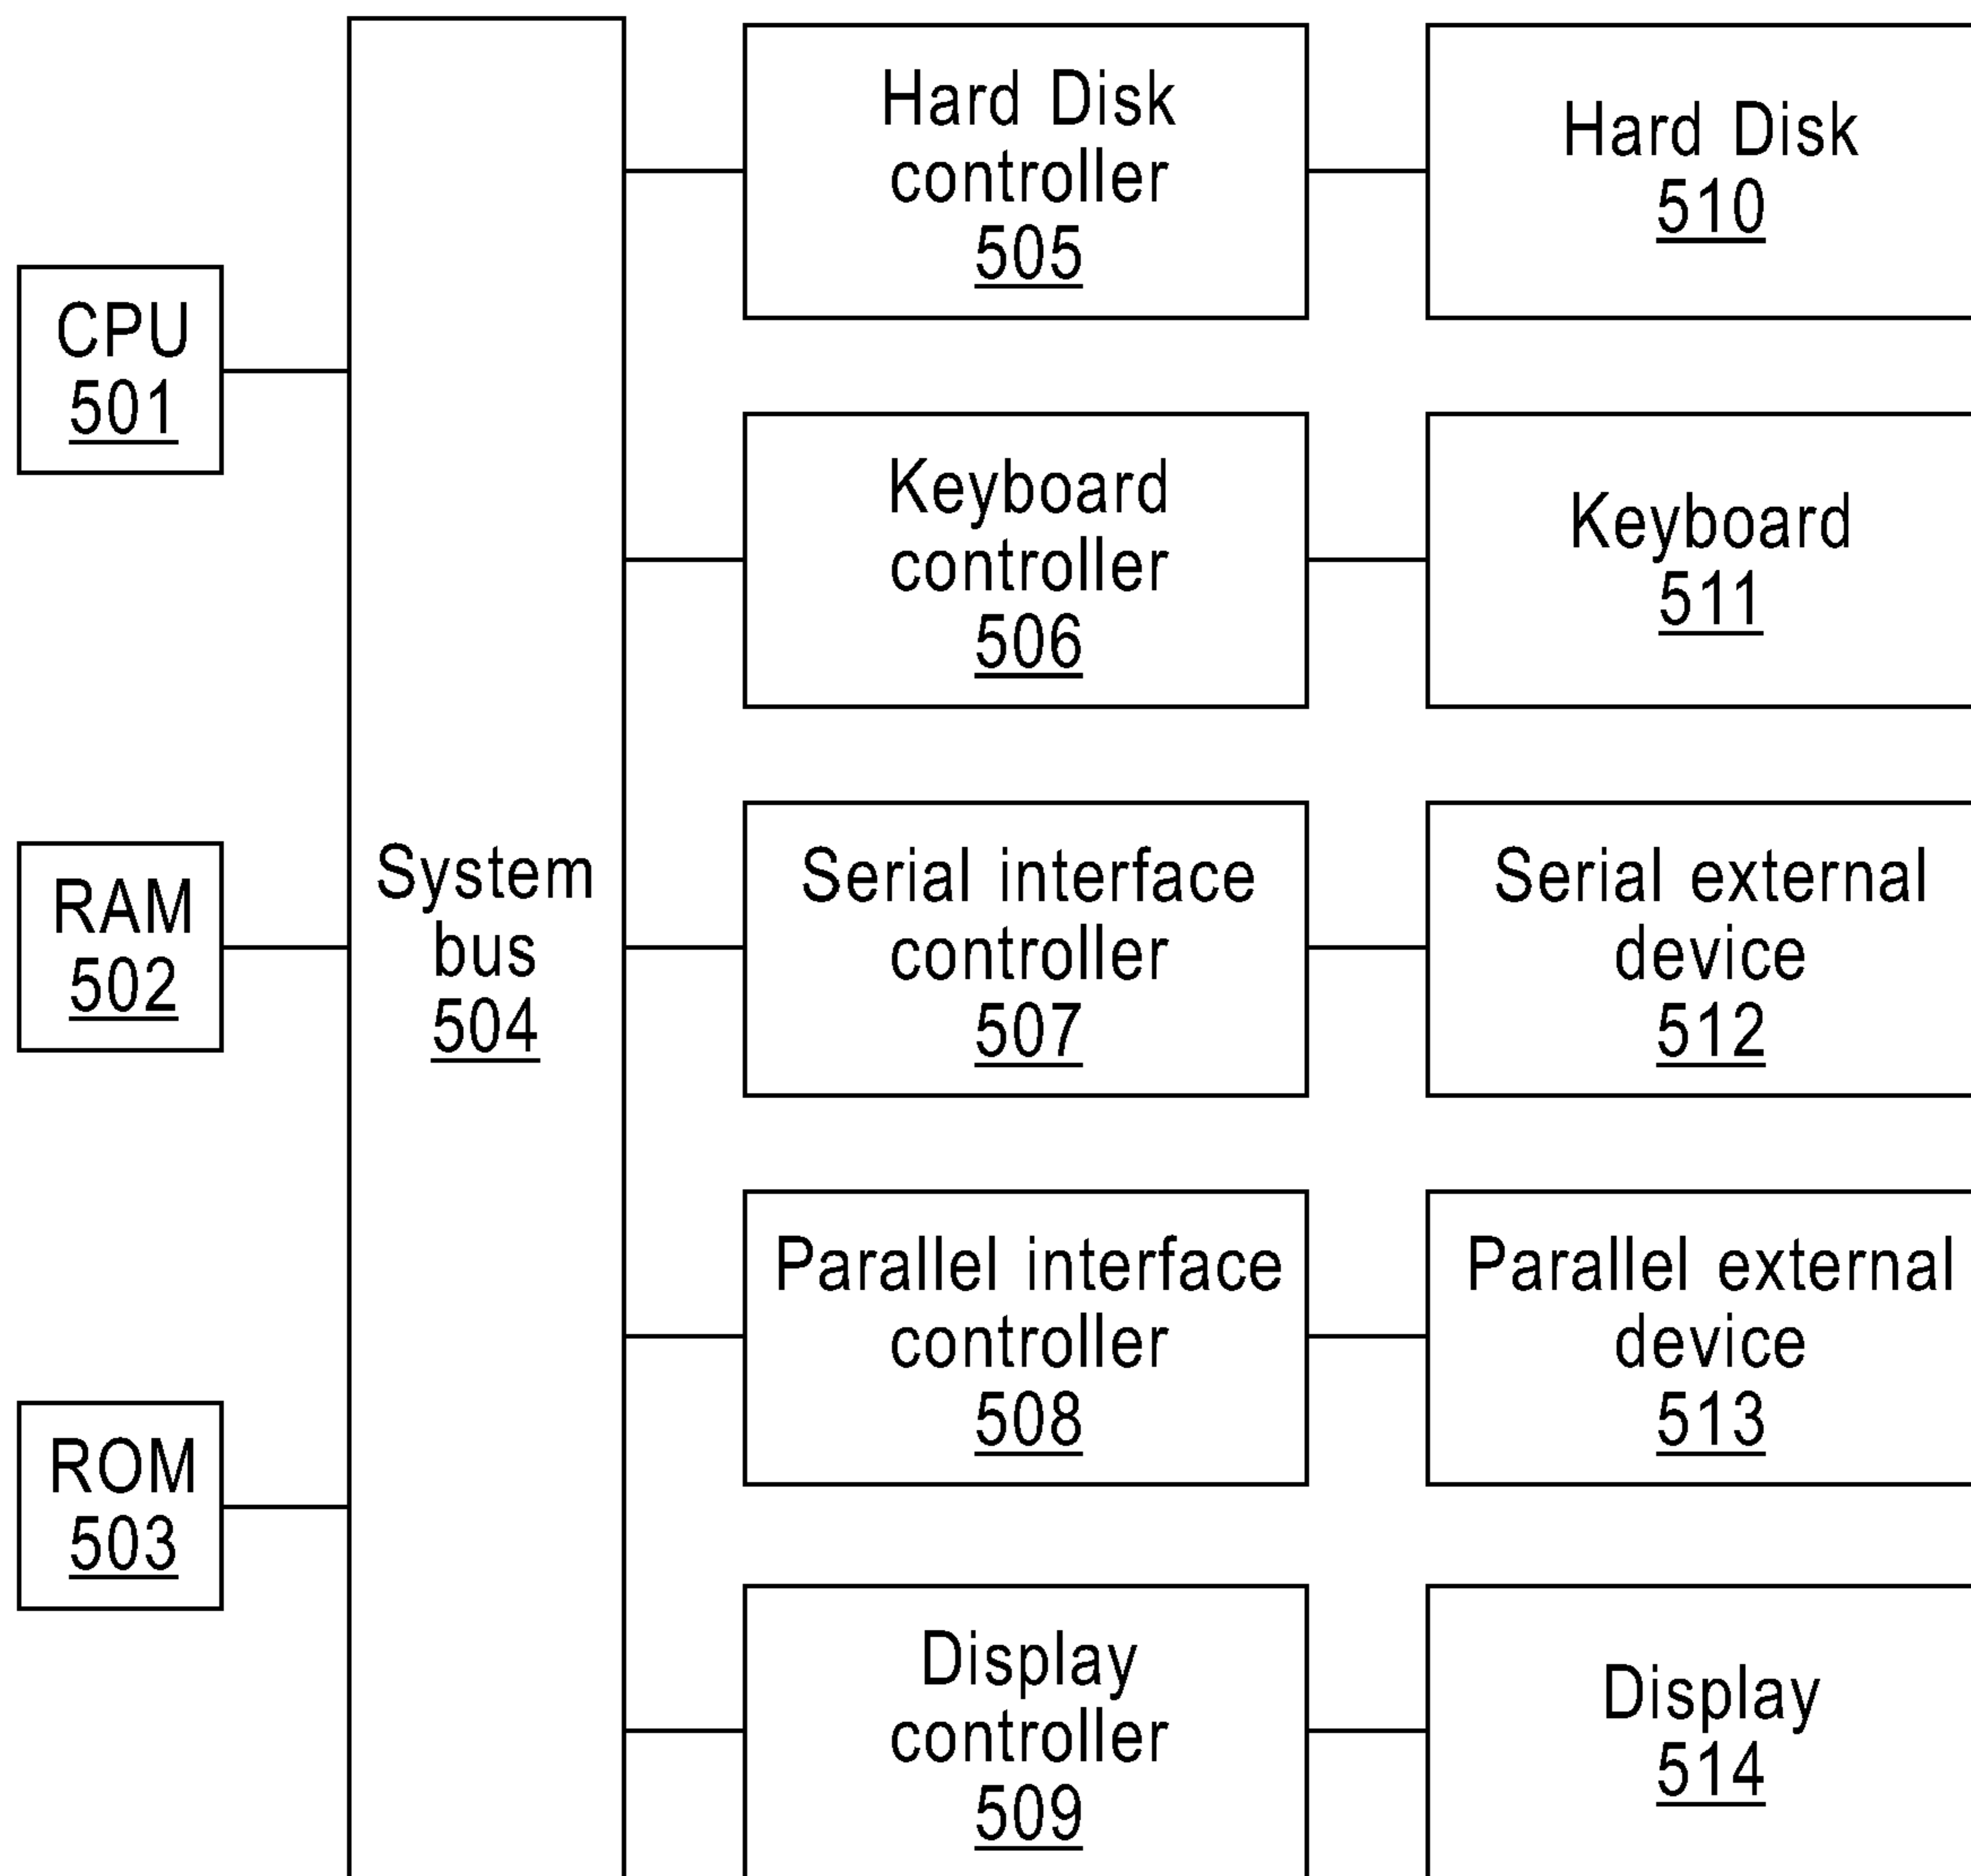 CPU
501
RAM
502
ROM
503
System
bus
504
Hard Disk
controller
505
Hard Disk
510
Keyboard
controller
506
Keyboard
511
Serial interface
controller
507
Serial external
device
512
Parallel interface
controller
508
Parallel external
device
513
Display
controller
509
Display
514